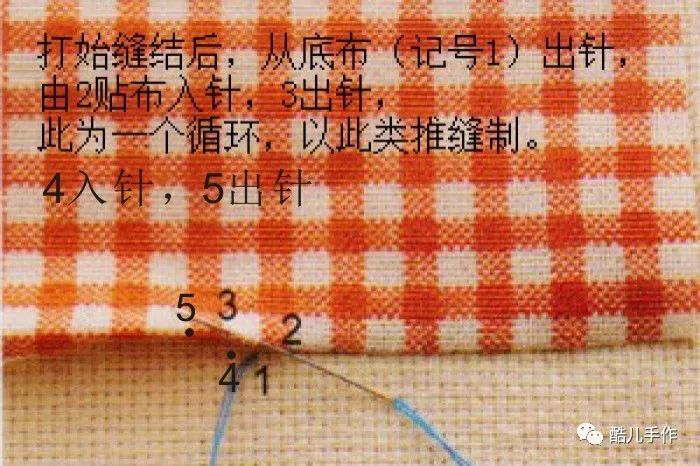 打始缝结后，从底布（记号1）出针，
由2贴布入针，3出针，
此为一个循环，以此类推缝制。
4入针，5出针
5 3
2
4 1
酷儿手作